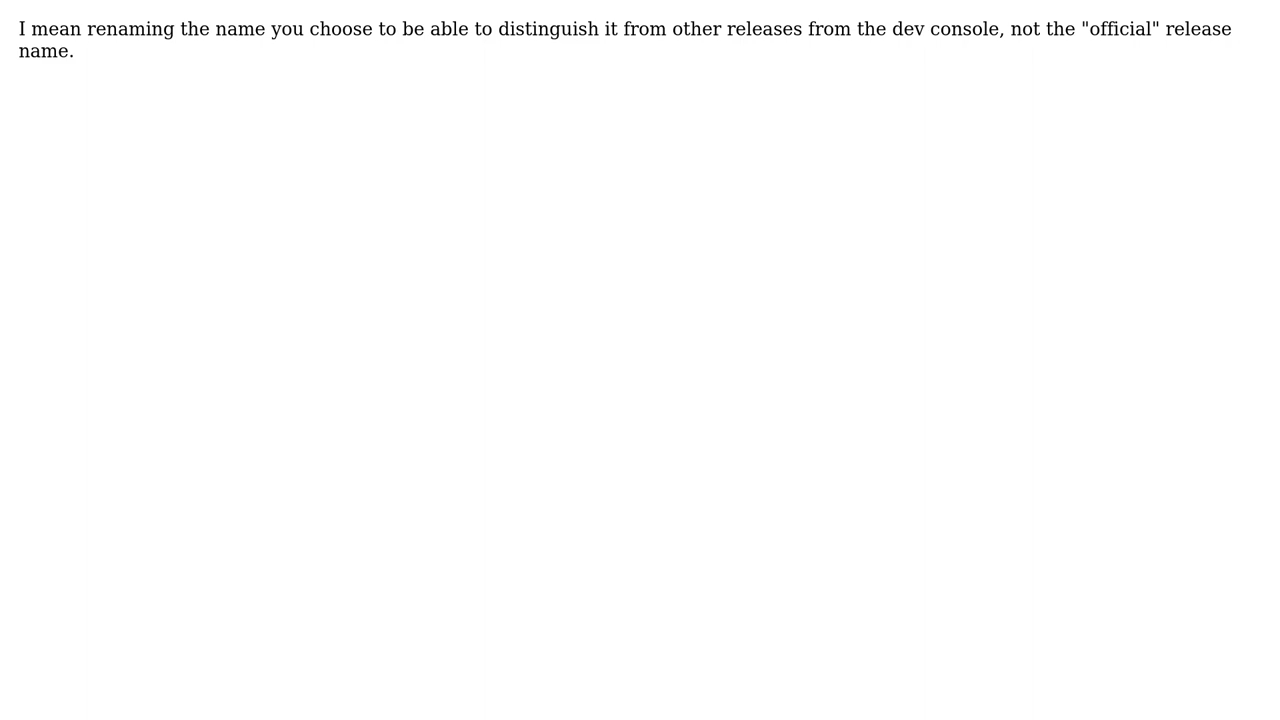 I mean renaming the name you choose to be able to distinguish it from other releases from the dev console, not the "official" release
name.